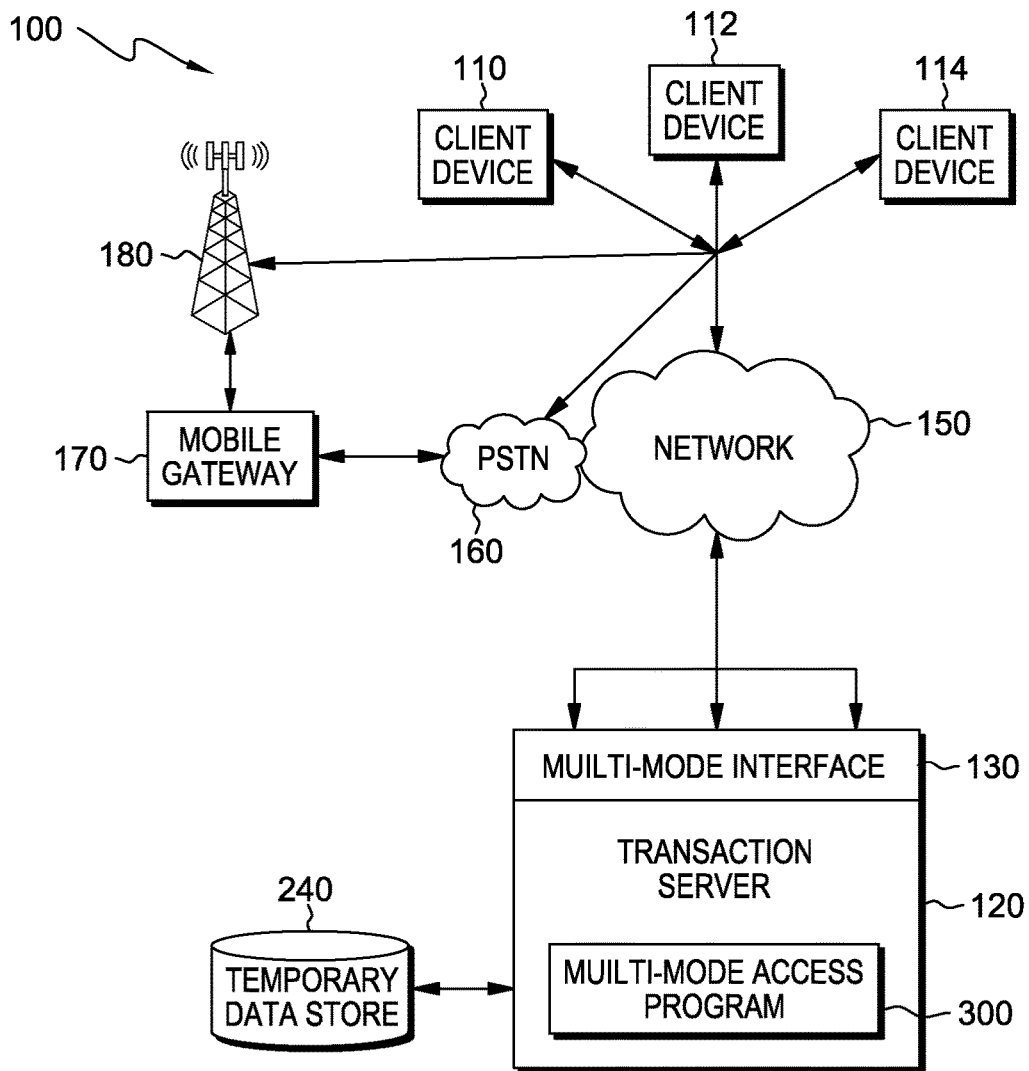 100
112
110
114
CLIENT
DEVICE
CLIENT
DEVICE
CLIENT
DEVICE
180
150
MOBILE
GATEWAY
170
PSTN
NETWORK
160
MUILTI-MODE INTERFACE
130
TRANSACTION
SERVER
120
240
TEMPORARY
DATA STORE
MUILTI-MODE ACCESS
PROGRAM
300